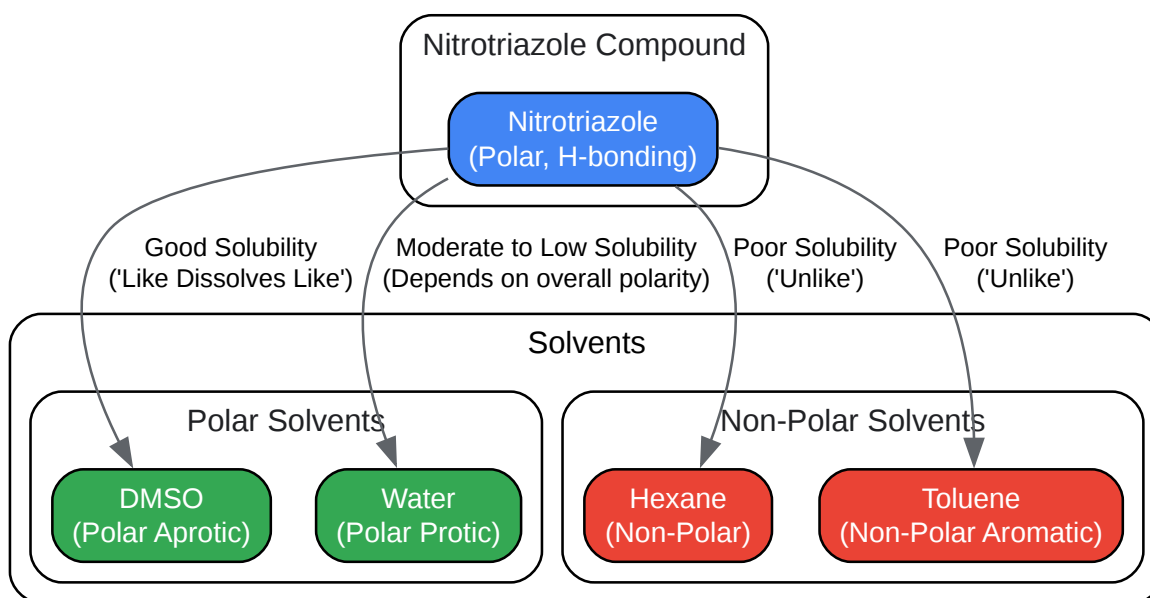 Nitrotriazole Compound
Nitrotriazole
(Polar, H-bonding)
Good Solubility
('Like Dissolves Like')
Moderate to Low Solubility
(Depends on overall polarity)
Poor Solubility
('Unlike')
Poor Solubility
('Unlike')
Solvents
Polar Solvents
Non-Polar Solvents
DMSO
(Polar Aprotic)
Water
(Polar Protic)
Hexane
(Non-Polar)
Toluene
(Non-Polar Aromatic)